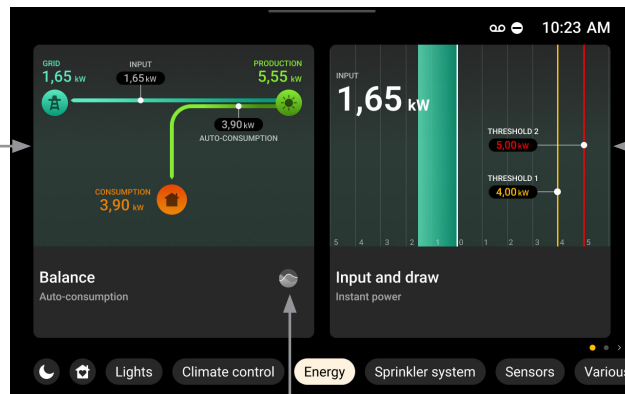 10:23 AM
GRID
1,65 kW
INPUT
1,65 kW
PRODUCTION
5,55 kW
3,90 kW
AUTO-CONSUMPTION
CONSUMPTION
3,90 kW
Balance
Auto-consumption
INPUT
1,65 kW
THRESHOLD 2
5,00 kW
THRESHOLD 1
4,00 kW
5 4 3 2 1 0 1 2 3 4 5
Input and draw
Instant power
Lights Climate control Energy Sprinkler system Sensors Various